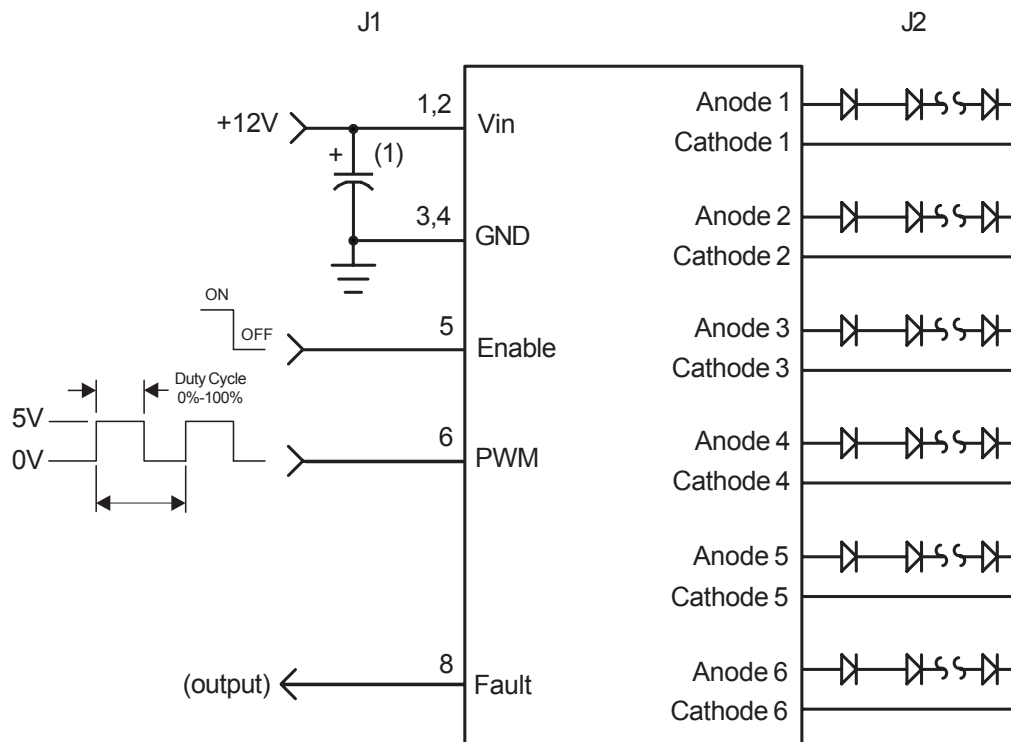 J1
J2
+12V
+
(1)
1,2
Vin
3,4
GND
ON
OFF
5
Enable
Duty Cycle
0%-100%
5V
0V
6
PWM
(output)
8
Fault
Anode 1
Cathode 1
Anode 2
Cathode 2
Anode 3
Cathode 3
Anode 4
Cathode 4
Anode 5
Cathode 5
Anode 6
Cathode 6